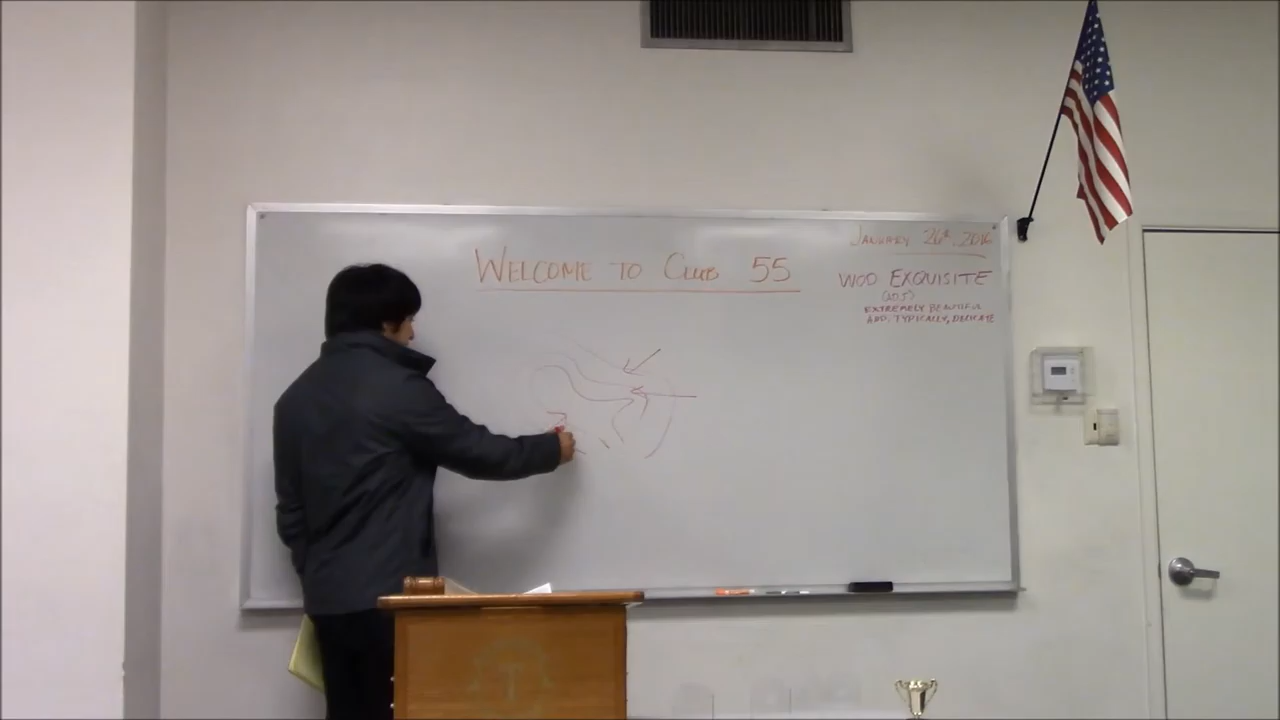 WELCOME TO CLUB 55
JANUARY 26th, 2016
WOD EXQUISITE
(ADJ)
EXTREMELY BEAUTIFUL
AND, TYPICALLY, DELICATE